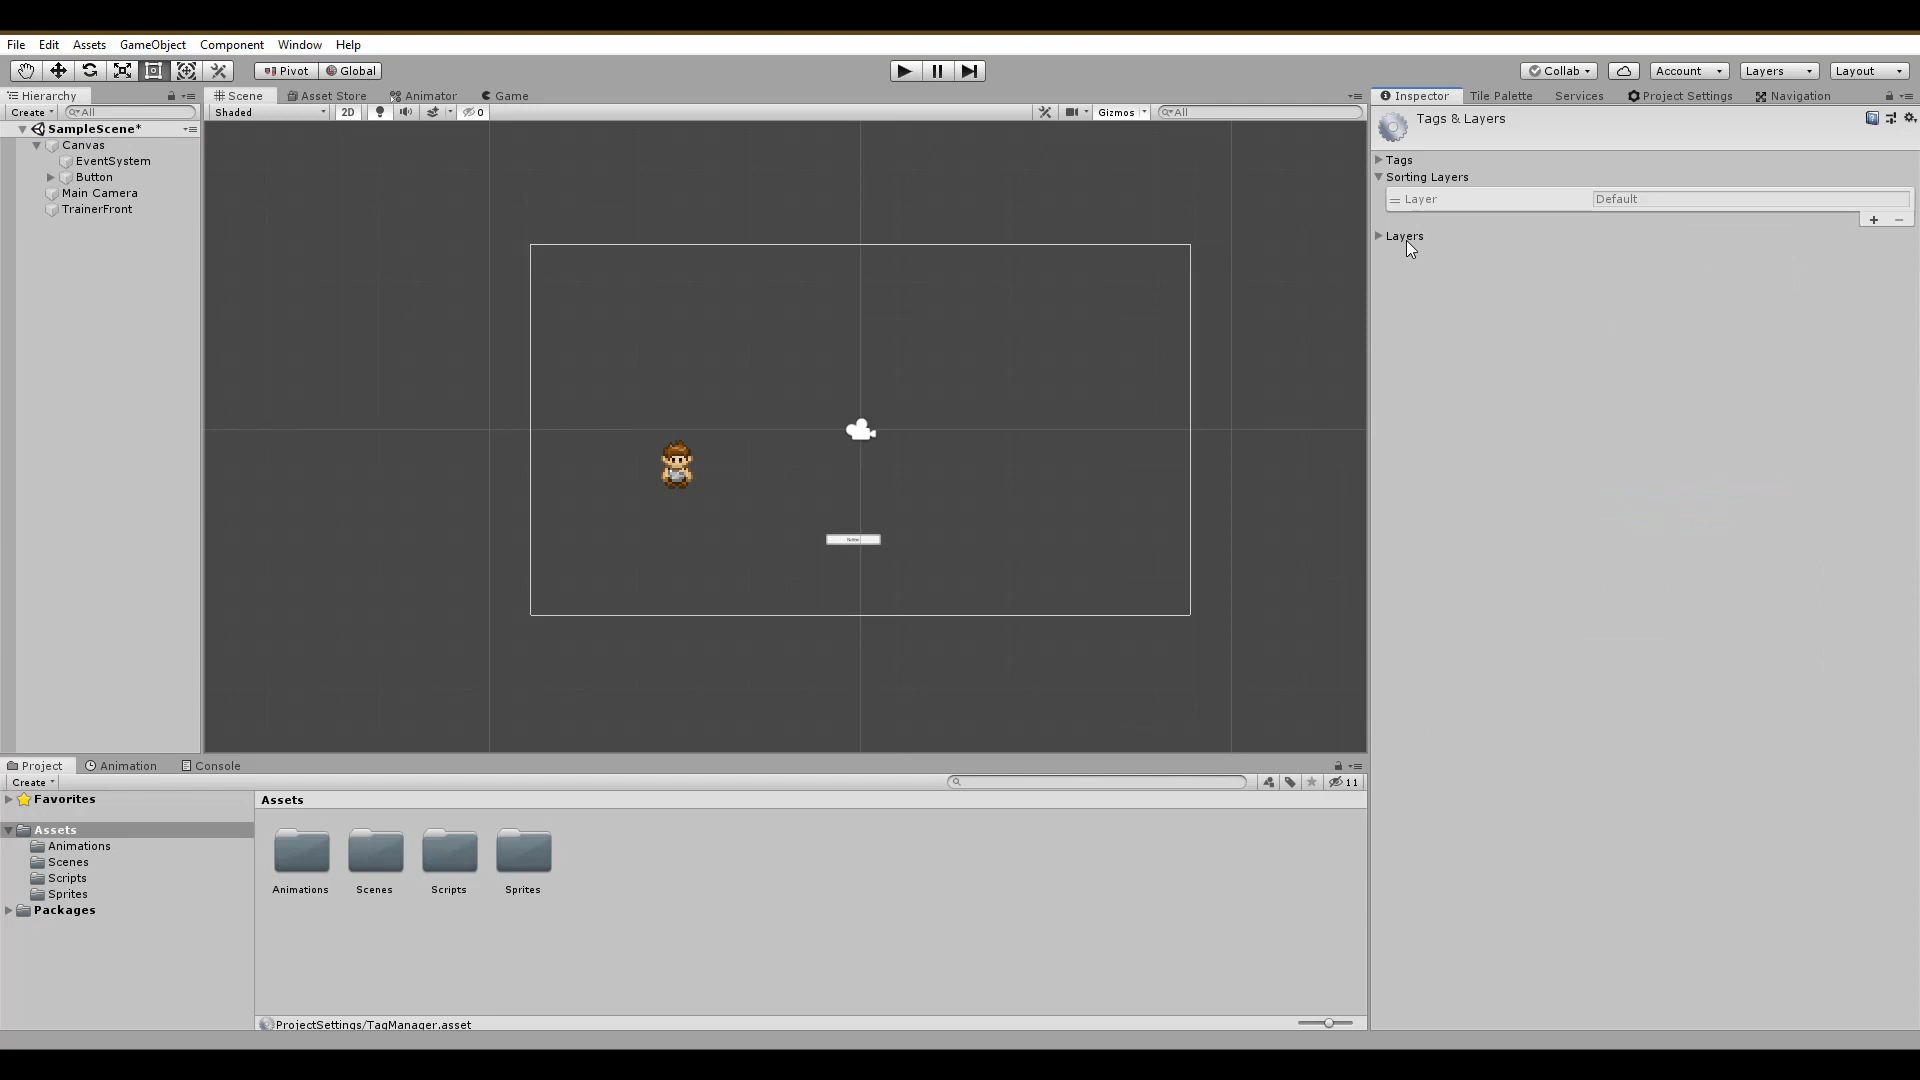 File Edit Assets GameObject Component Window Help
Pivot Global Collab Account Layers Layout
Hierarchy Scene Asset Store Animator Game Inspector Tile Palette Services Project Settings Navigation
Create All Shaded 2D 0 Gizmos All
SampleScene*
Canvas
EventSystem
Button
Main Camera
TrainerFront
Tags & Layers
Tags
Sorting Layers
Layer Default
Layers
Project Animation Console
Create 11
Favorites
Assets
Animations
Scenes
Scripts
Sprites
Packages
Assets
Animations Scenes Scripts Sprites
ProjectSettings/TagManager.asset